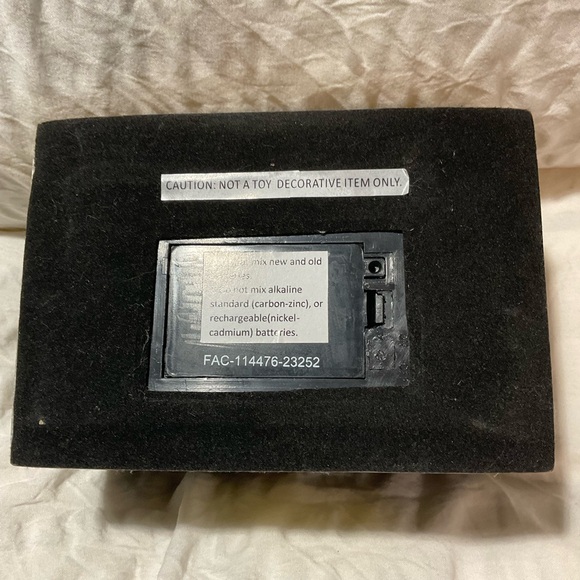 CAUTION: NOT A TOY DECORATIVE ITEM ONLY.
mix new and old
not mix alkaline
standard (carbon-zinc), or
rechargeable(nickel-
cadmium) batteries.
FAC-114476-23252